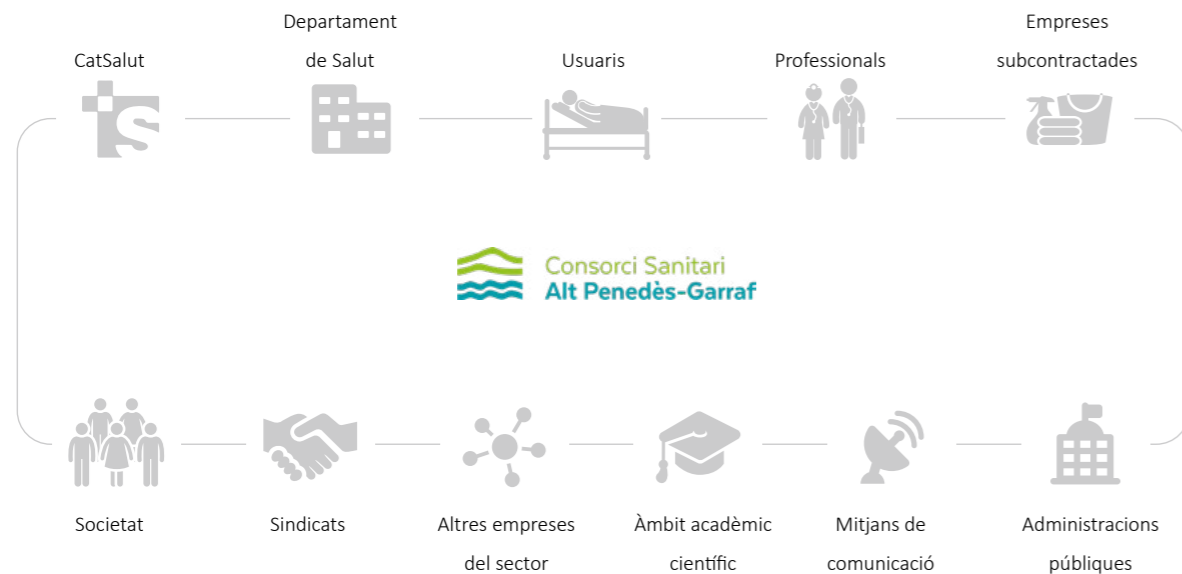 CatSalut
Departament
de Salut
Usuaris
Professionals
Empreses
subcontractades
Consorci Sanitari
Alt Penedès-Garraf
Societat
Sindicats
Altres empreses
del sector
Àmbit acadèmic
científic
Mitjans de
comunicació
Administracions
públiques